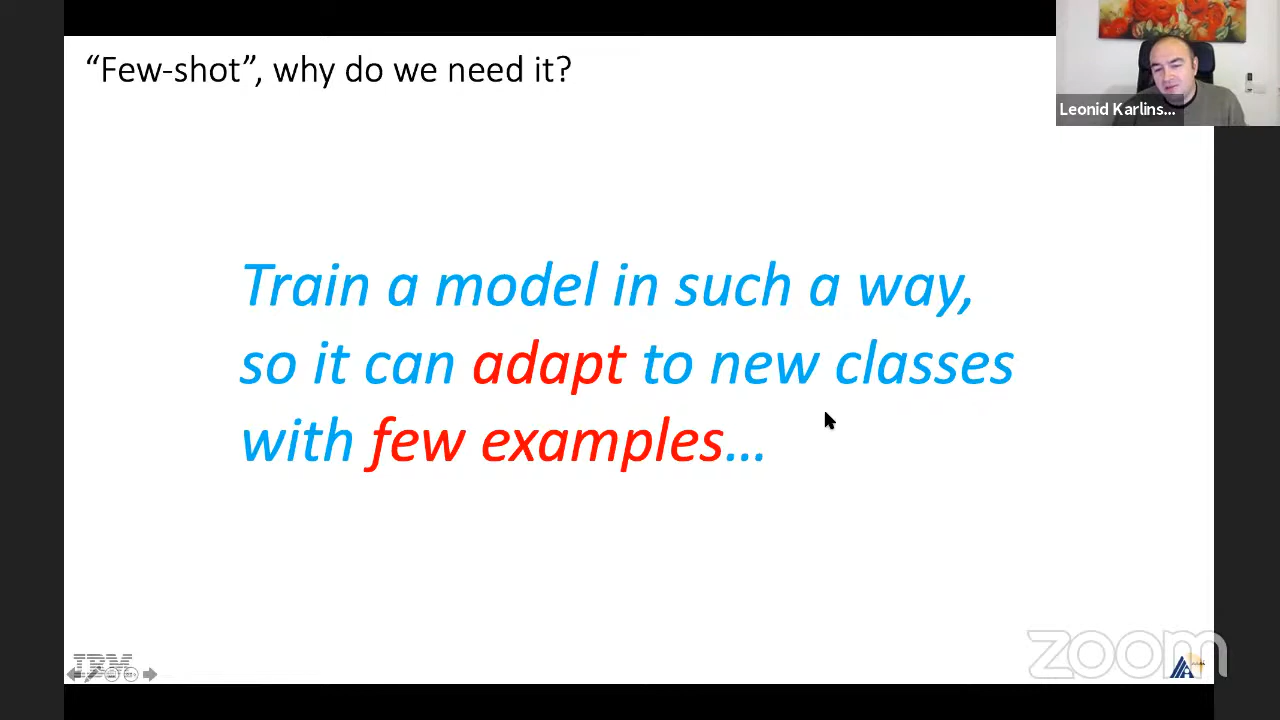 “Few-shot”, why do we need it?
Leonid Karlins...
Train a model in such a way,
so it can adapt to new classes
with few examples...
IBM
zoom